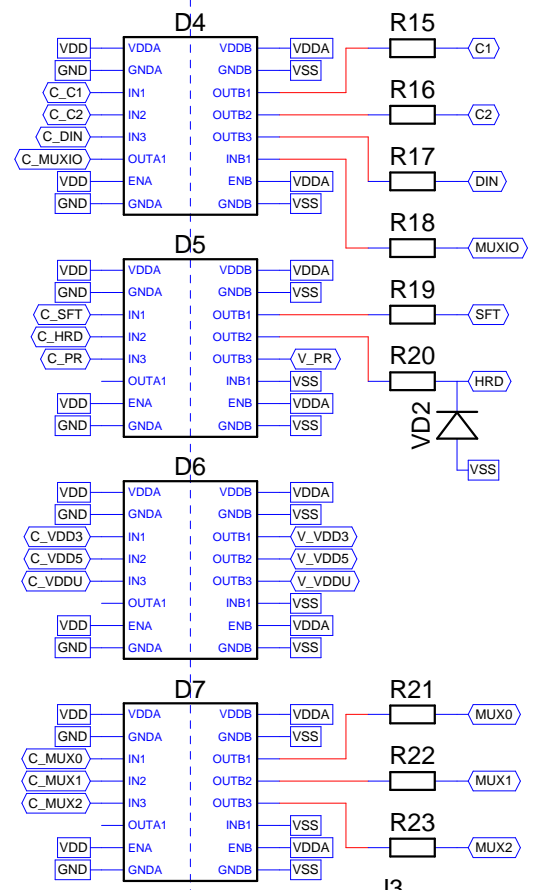 D4 R15
VDD VDDA VDDB VDDA C1
GND GNDA GNDB VSS
C_C1 IN1 OUTB1 R16
C_C2 IN2 OUTB2 C2
C_DIN IN3 OUTB3 R17
C_MUXIO OUTA1 INB1
VDD ENA ENB VDDA DIN
GND GNDA GNDB VSS
R18
D5 MUXIO
VDD VDDA VDDB VDDA
GND GNDA GNDB VSS R19
C_SFT IN1 OUTB1 SFT
C_HRD IN2 OUTB2
C_PR IN3 OUTB3 V_PR R20
OUTA1 INB1 VSS HRD
VDD ENA ENB VDDA
GND GNDA GNDB VSS VD2
VSS
D6
VDD VDDA VDDB VDDA
GND GNDA GNDB VSS
C_VDD3 IN1 OUTB1 V_VDD3
C_VDD5 IN2 OUTB2 V_VDD5
C_VDDU IN3 OUTB3 V_VDDU
OUTA1 INB1 VSS
VDD ENA ENB VDDA
GND GNDA GNDB VSS
D7 R21
VDD VDDA VDDB VDDA MUX0
GND GNDA GNDB VSS
C_MUX0 IN1 OUTB1 R22
C_MUX1 IN2 OUTB2 MUX1
C_MUX2 IN3 OUTB3
OUTA1 INB1 VSS R23
VDD ENA ENB VDDA MUX2
GND GNDA GNDB VSS